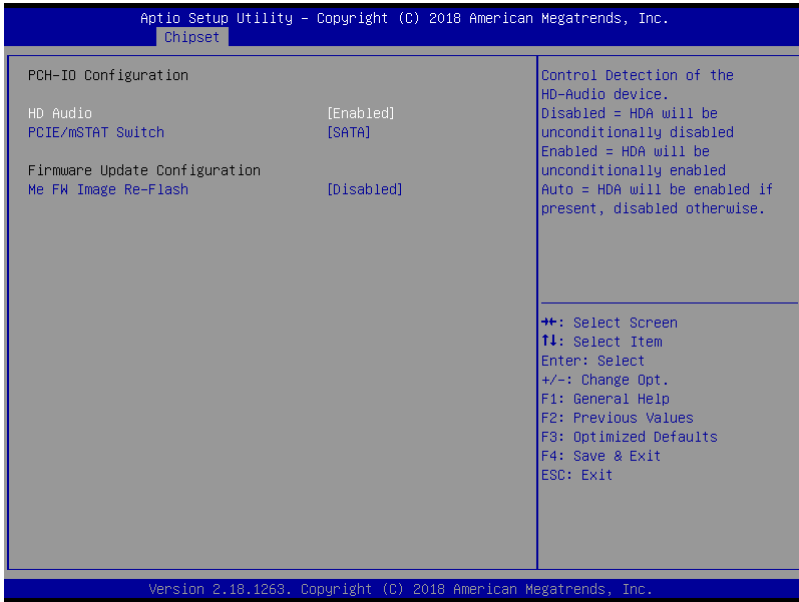 Aptio Setup Utility – Copyright (C) 2018 American Megatrends, Inc.
Chipset
PCH-IO Configuration
HD Audio [Enabled]
PCIE/mSTAT Switch [SATA]
Firmware Update Configuration
Me FW Image Re-Flash [Disabled]
Control Detection of the
HD-Audio device.
Disabled = HDA will be
unconditionally disabled
Enabled = HDA will be
unconditionally enabled
Auto = HDA will be enabled if
present, disabled otherwise.
→←: Select Screen
↑↓: Select Item
Enter: Select
+/-: Change Opt.
F1: General Help
F2: Previous Values
F3: Optimized Defaults
F4: Save & Exit
ESC: Exit
Version 2.18.1263. Copyright (C) 2018 American Megatrends, Inc.